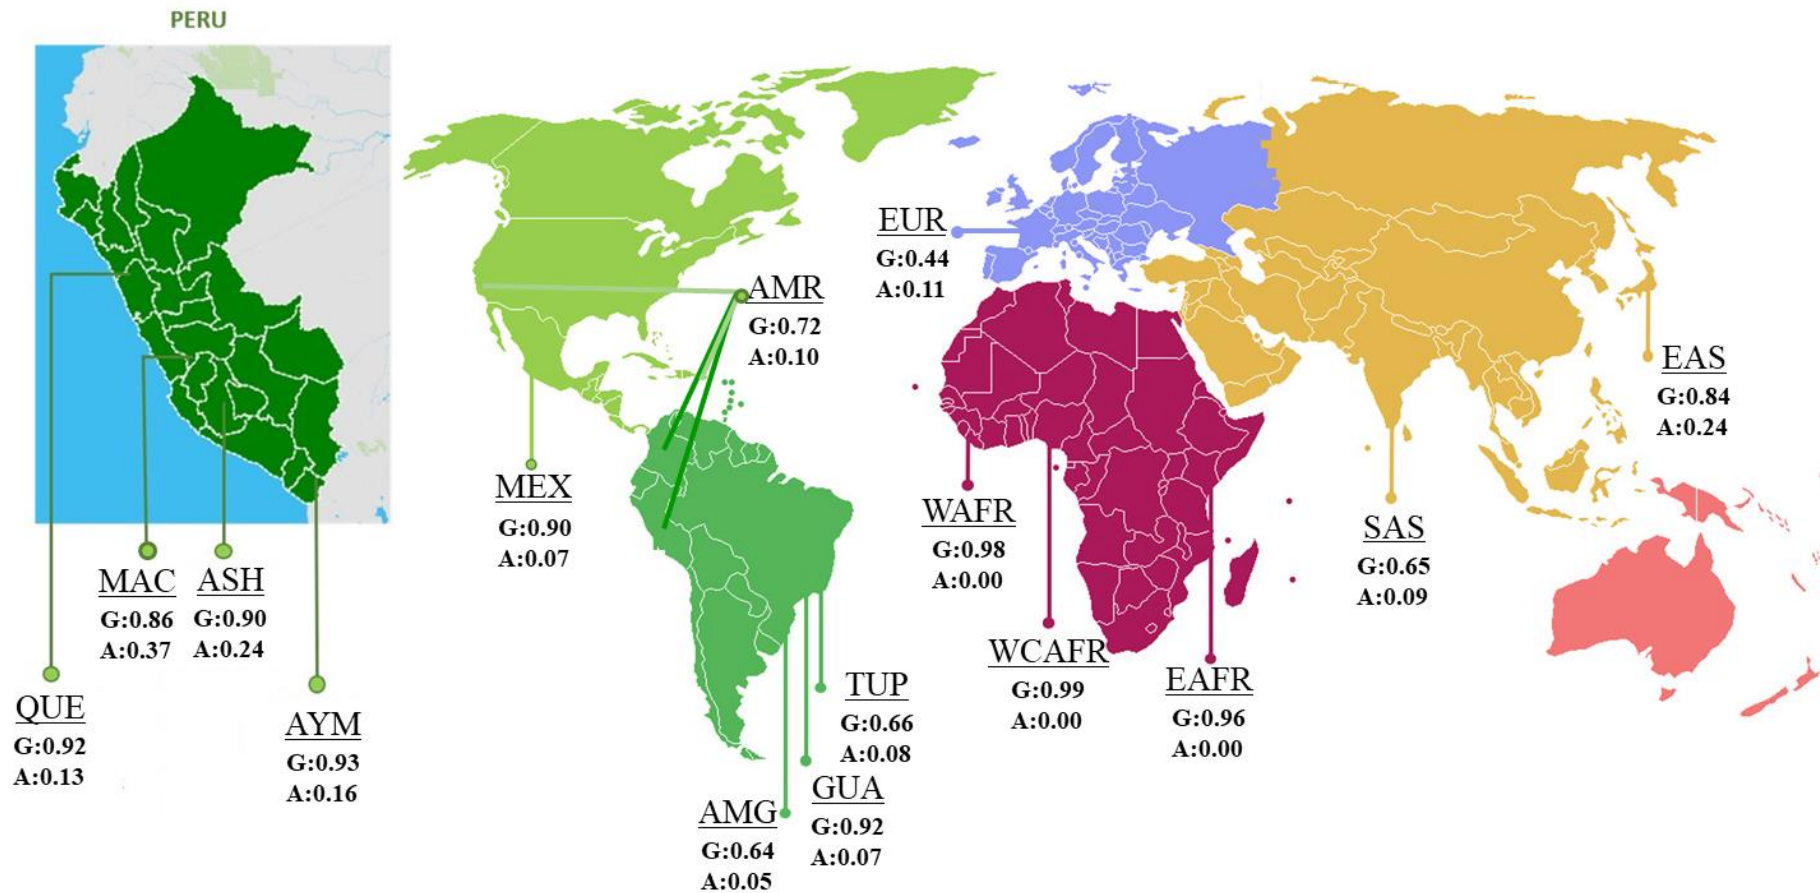 PERU
QUE
G:0.92
A:0.13
MAC
G:0.86
A:0.37
ASH
G:0.90
A:0.24
AYM
G:0.93
A:0.16
MEX
G:0.90
A:0.07
AMR
G:0.72
A:0.10
AMG
G:0.64
A:0.05
GUA
G:0.92
A:0.07
TUP
G:0.66
A:0.08
EUR
G:0.44
A:0.11
WAFR
G:0.98
A:0.00
WCAFR
G:0.99
A:0.00
EAFR
G:0.96
A:0.00
SAS
G:0.65
A:0.09
EAS
G:0.84
A:0.24